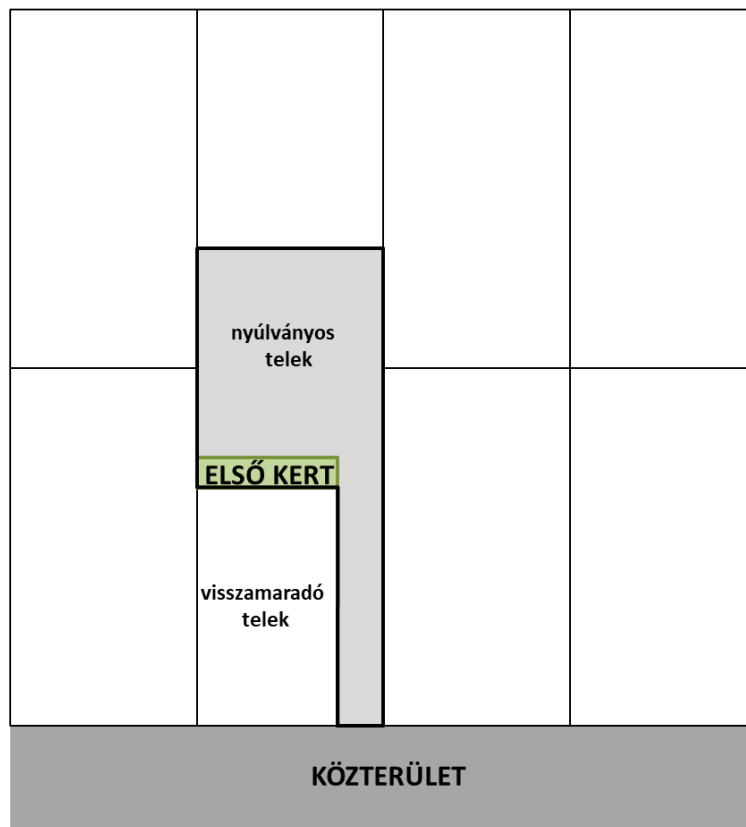 nyúlványos
telek
ELSŐ KERT
visszamaradó
telek
KÖZTERÜLET